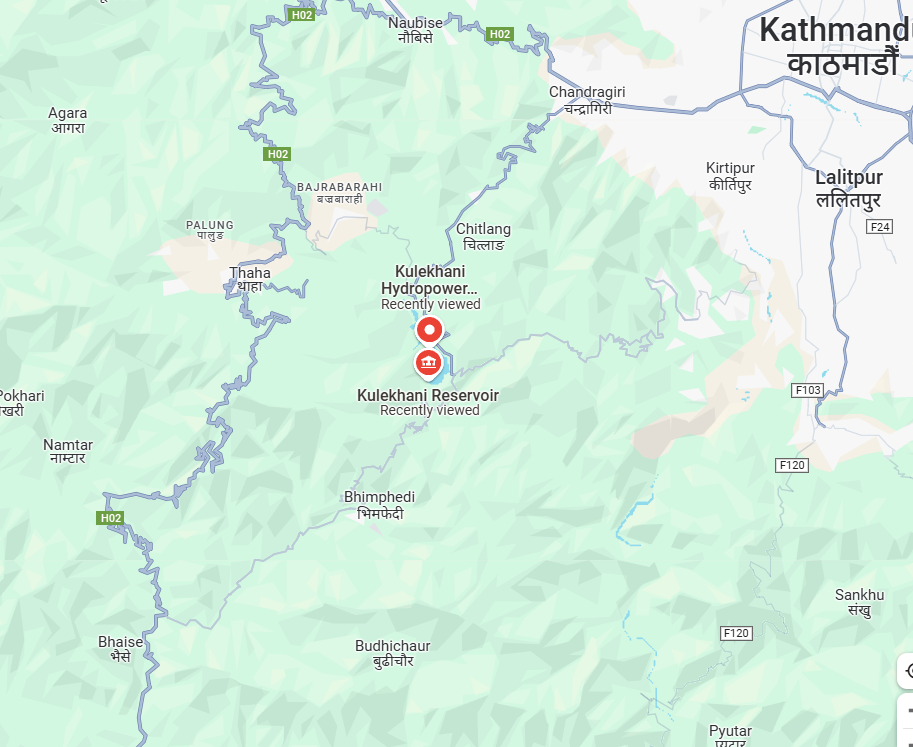 H02
Naubise
नौबिसे
H02
Kathmandu
काठमाडौं
Chandragiri
चन्द्रागिरी
Agara
आगरा
H02
Kirtipur
कीर्तिपुर
Lalitpur
ललितपुर
BAJRABARAHI
बज्रबाराही
PALUNG
पालुङ
F24
Chitlang
चित्लाङ
Thaha
थाहा
Kulekhani
Hydropower...
Recently viewed
Kulekhani Reservoir
Recently viewed
F103
Pokhari
खरी
Namtar
नाम्टार
F120
Bhimphedi
भिमफेदी
H02
Sankhu
संखु
F120
Bhaise
भैसे
Budhichaur
बुढीचौर
Pyutar